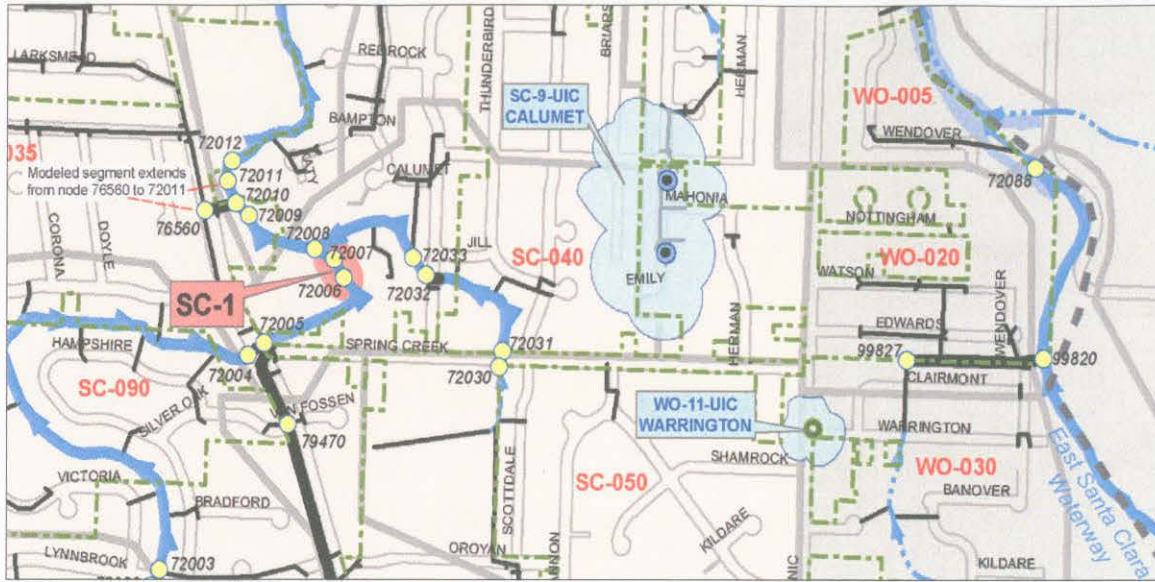 LARKSMEAD
REDROCK
THUNDERBIRD
BRIARS
HERMAN
SC-9-UIC
CALUMET
WO-005
WENDOVER
BAMPTON
035
72012
CALUMET
Modeled segment extends
from node 76560 to 72011
72011
72010
72009
76560
CORONA
DOYLE
72008
72007
72006
72033
72032
JILL
SC-040
MAHONIA
EMILY
72088
NOTTINGHAM
WO-020
WATSON
EDWARDS
WENDOVER
HERMAN
SC-1
72005
HAMPSHIRE
72004
SPRING CREEK
72031
72030
99827
99820
CLAIRMONT
SC-090
SILVER OAK
VAN FOSSEN
79470
WO-11-UIC
WARRINGTON
WARRINGTON
SHAMROCK
VICTORIA
BRADFORD
SCOTTDALE
SC-050
WO-030
BANOVER
East Santa Clara
Waterway
LYNNBROOK
72003
OROYAN
ANNON
KILDARE
NIC
KILDARE